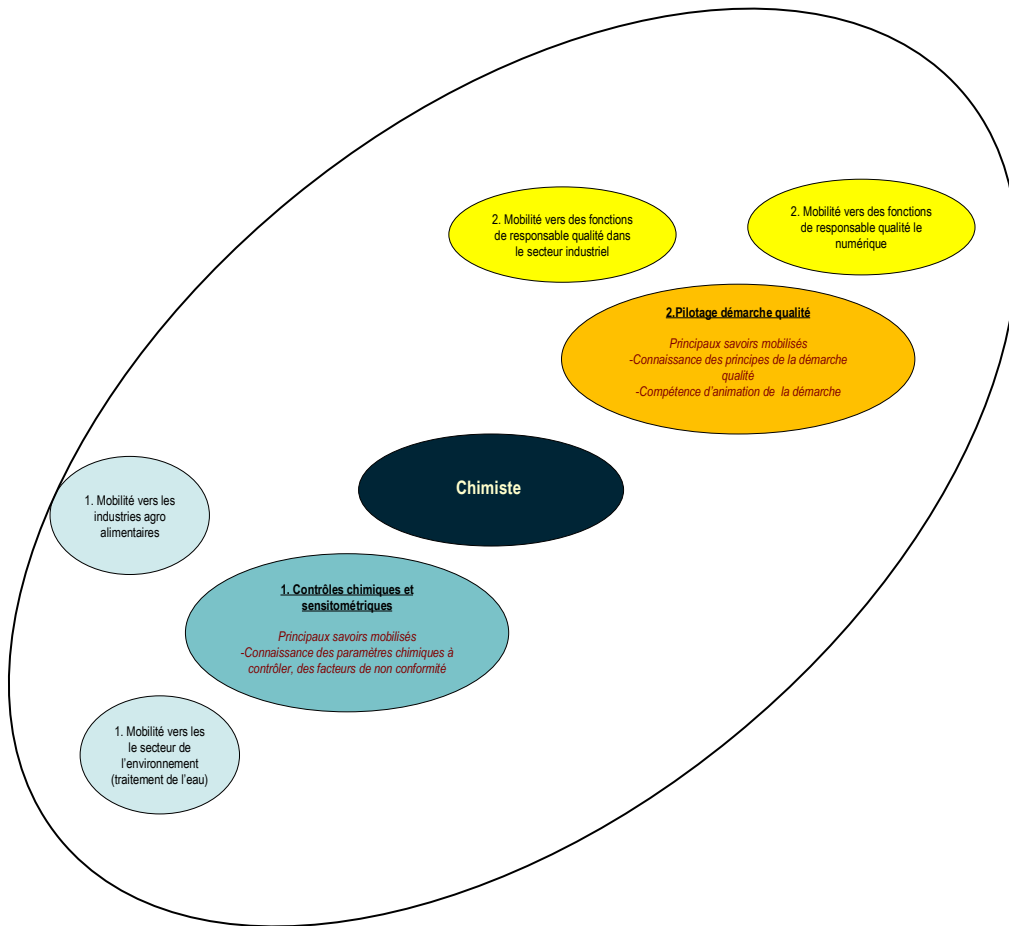 2. Mobilité vers des fonctions
de responsable qualité dans
le secteur industriel
2. Mobilité vers des fonctions
de responsable qualité le
numérique
2.Pilotage démarche qualité
Principaux savoirs mobilisés
-Connaissance des principes de la démarche
qualité
-Compétence d'animation de la démarche
Chimiste
1. Mobilité vers les
industries agro
alimentaires
1. Contrôles chimiques et
sensitométriques
Principaux savoirs mobilisés
-Connaissance des paramètres chimiques à
contrôler, des facteurs de non conformité
1. Mobilité vers les
le secteur de
l'environnement
(traitement de l'eau)